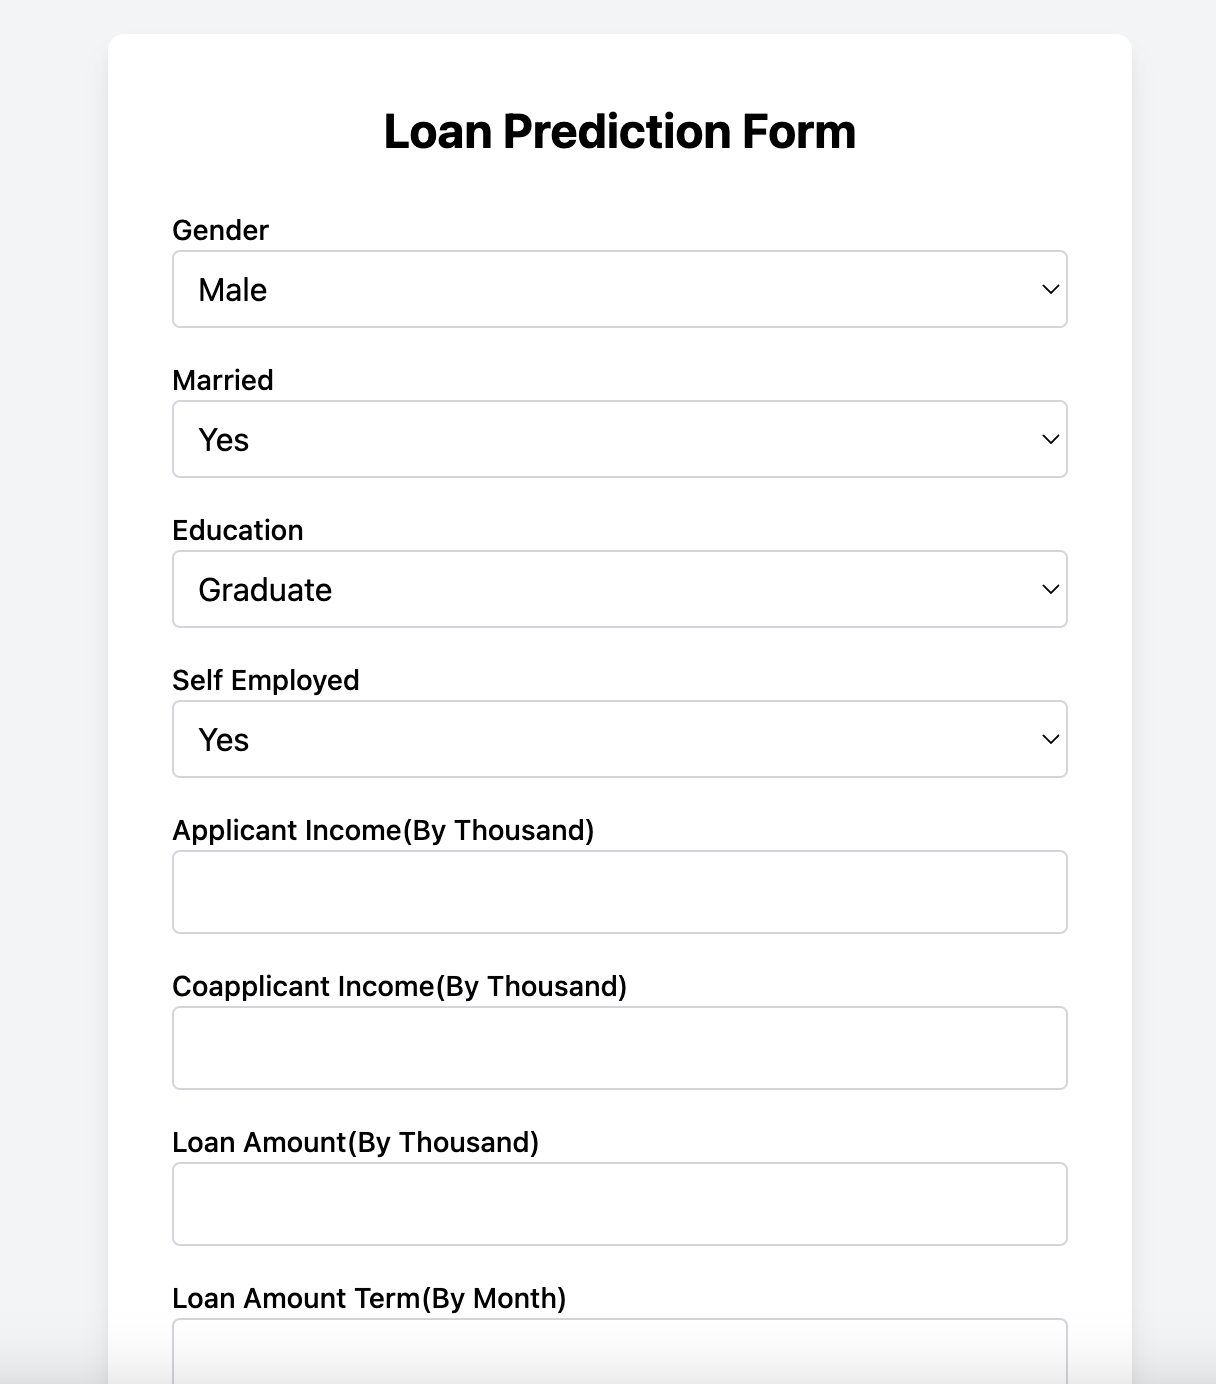 Loan Prediction Form
Gender
Male
Married
Yes
Education
Graduate
Self Employed
Yes
Applicant Income(By Thousand)
Coapplicant Income(By Thousand)
Loan Amount(By Thousand)
Loan Amount Term(By Month)